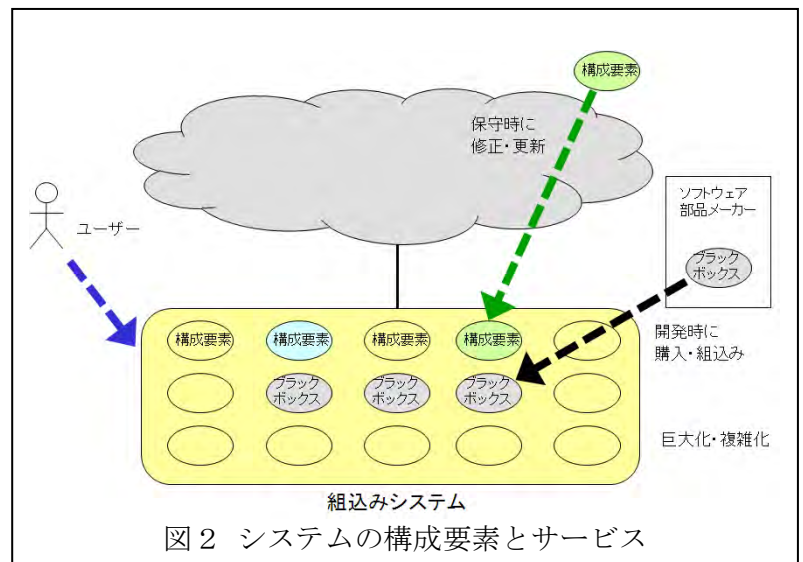 構成要素
保守時に
修正・更新
ソフトウェア
部品メーカー
ブラック
ボックス
ユーザー
構成要素
構成要素
構成要素
構成要素
開発時に
購入・組込み
ブラック
ボックス
ブラック
ボックス
ブラック
ボックス
巨大化・複雑化
組込みシステム
図2 システムの構成要素とサービス